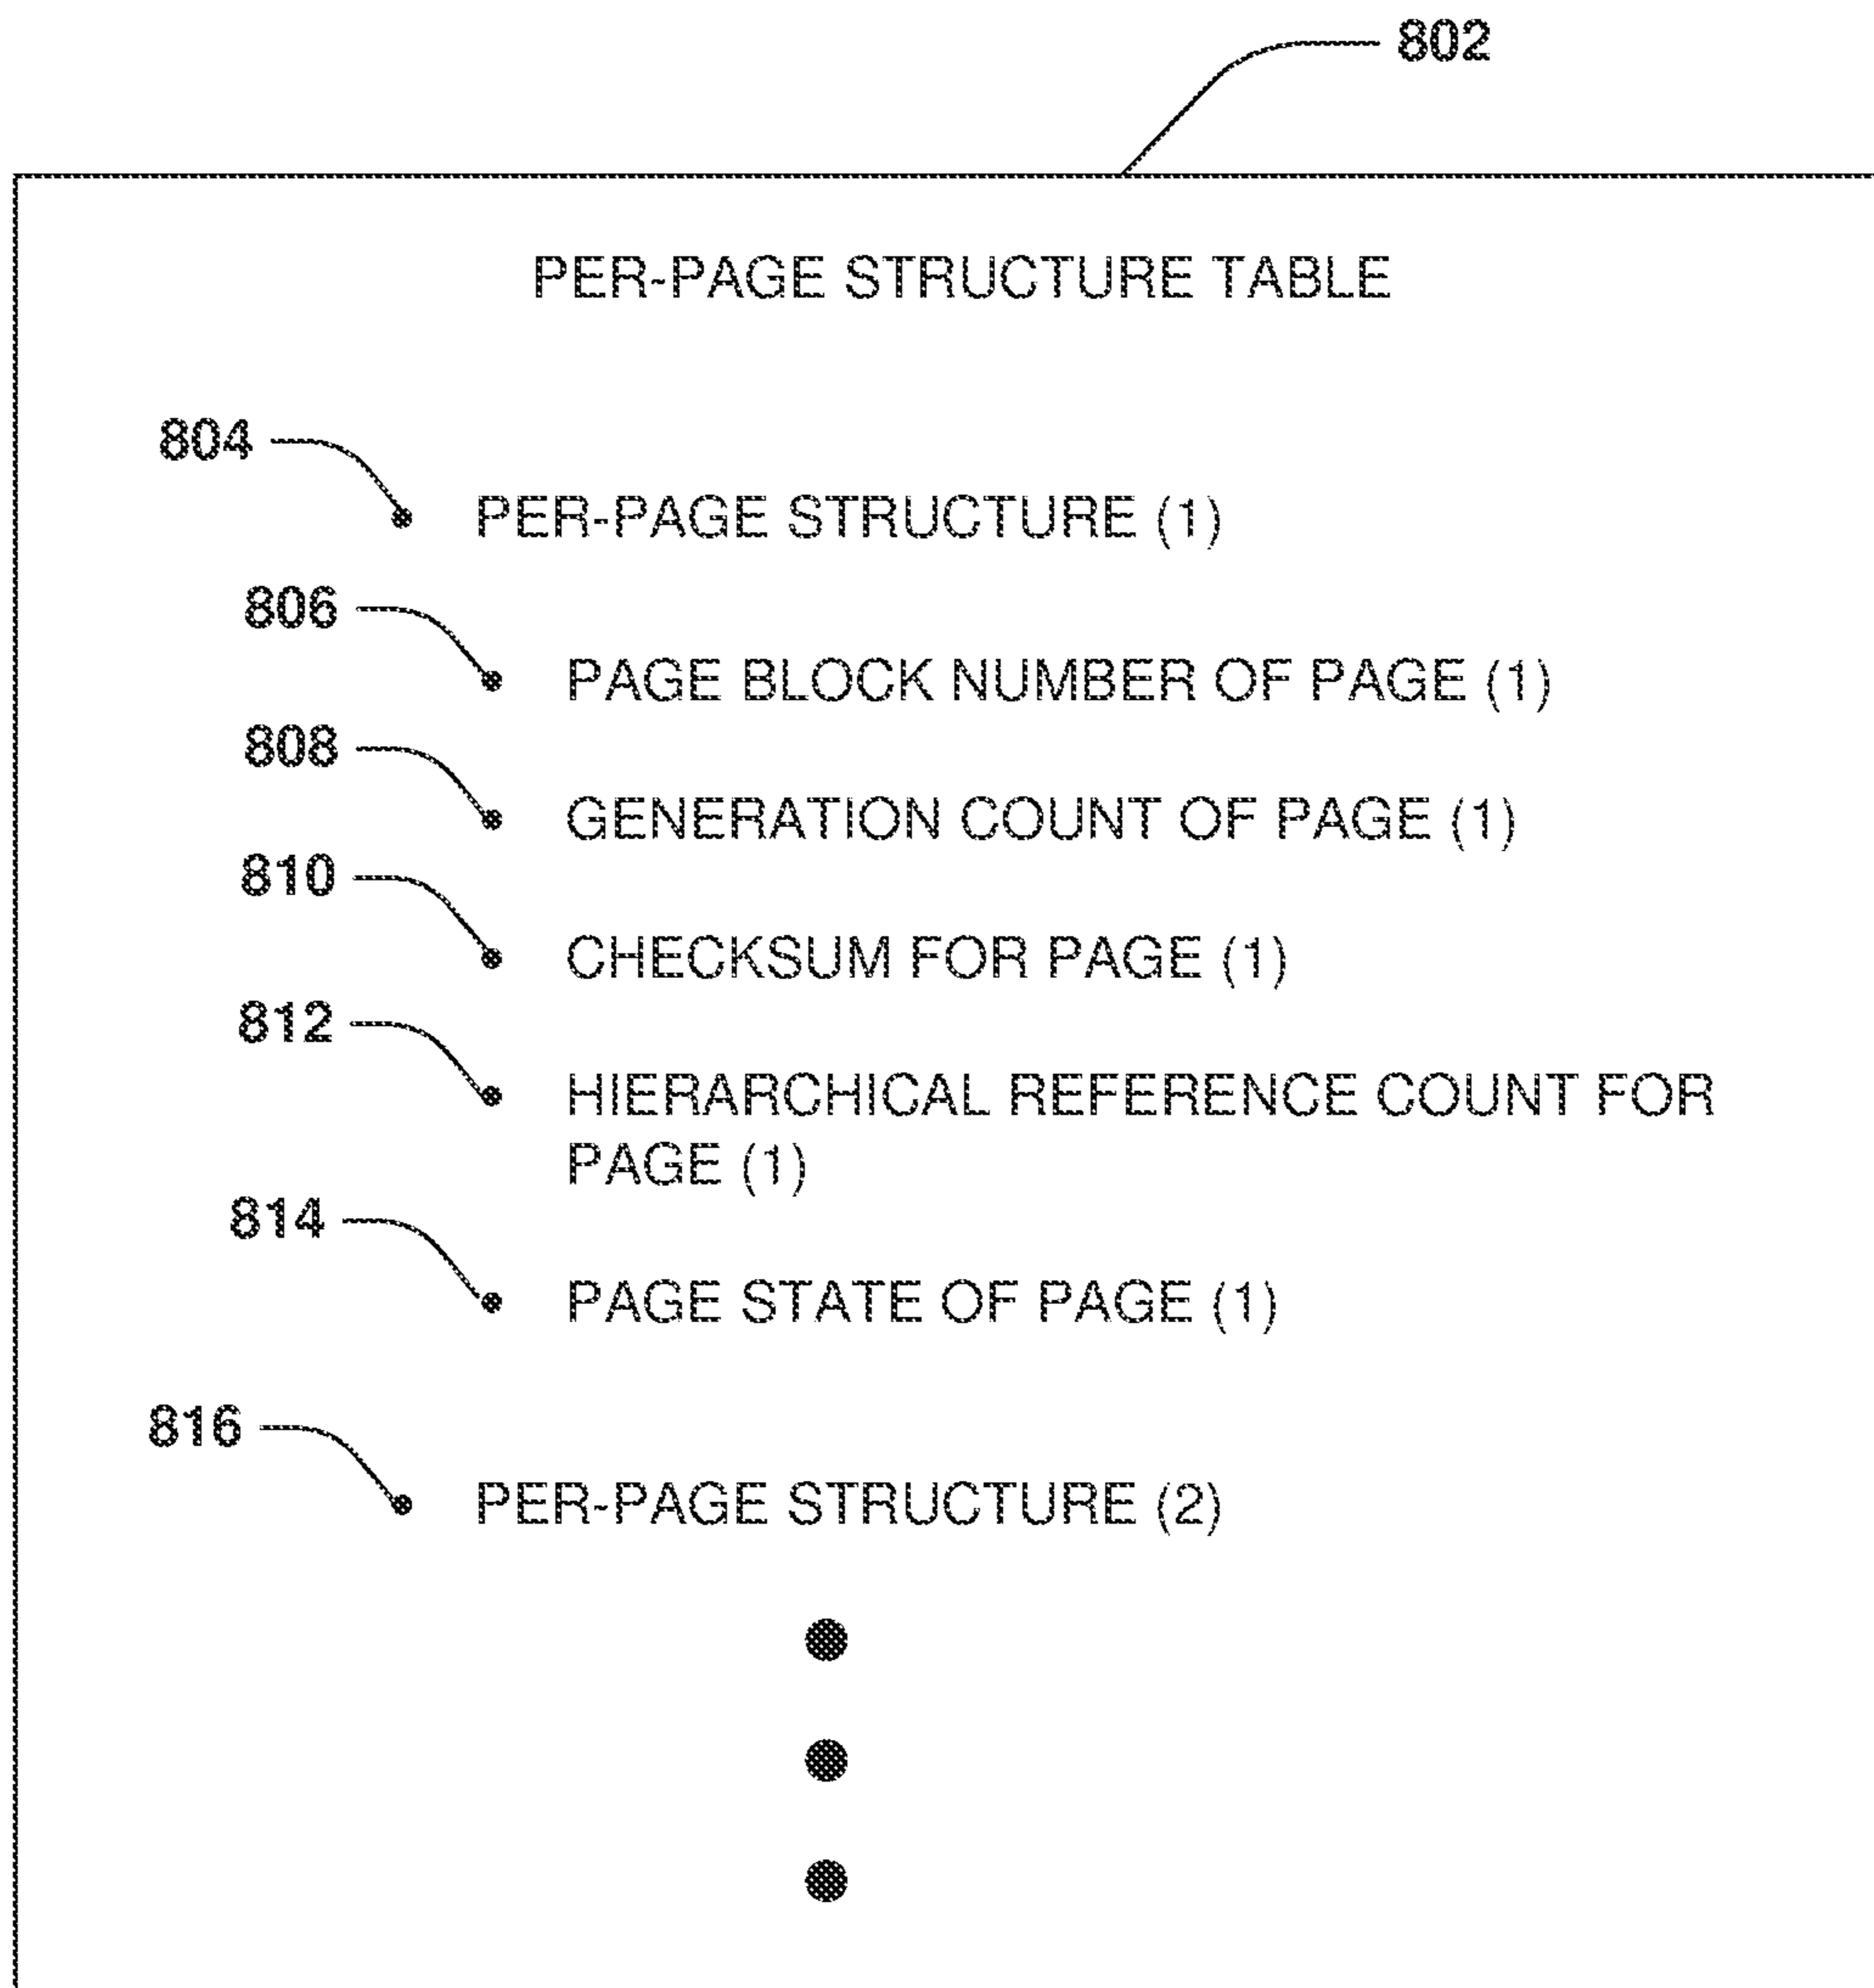 802
PER-PAGE STRUCTURE TABLE
804
PER-PAGE STRUCTURE (1)
806
PAGE BLOCK NUMBER OF PAGE (1)
808
GENERATION COUNT OF PAGE (1)
810
CHECKSUM FOR PAGE (1)
812
HIERARCHICAL REFERENCE COUNT FOR
PAGE (1)
814
PAGE STATE OF PAGE (1)
816
PER-PAGE STRUCTURE (2)